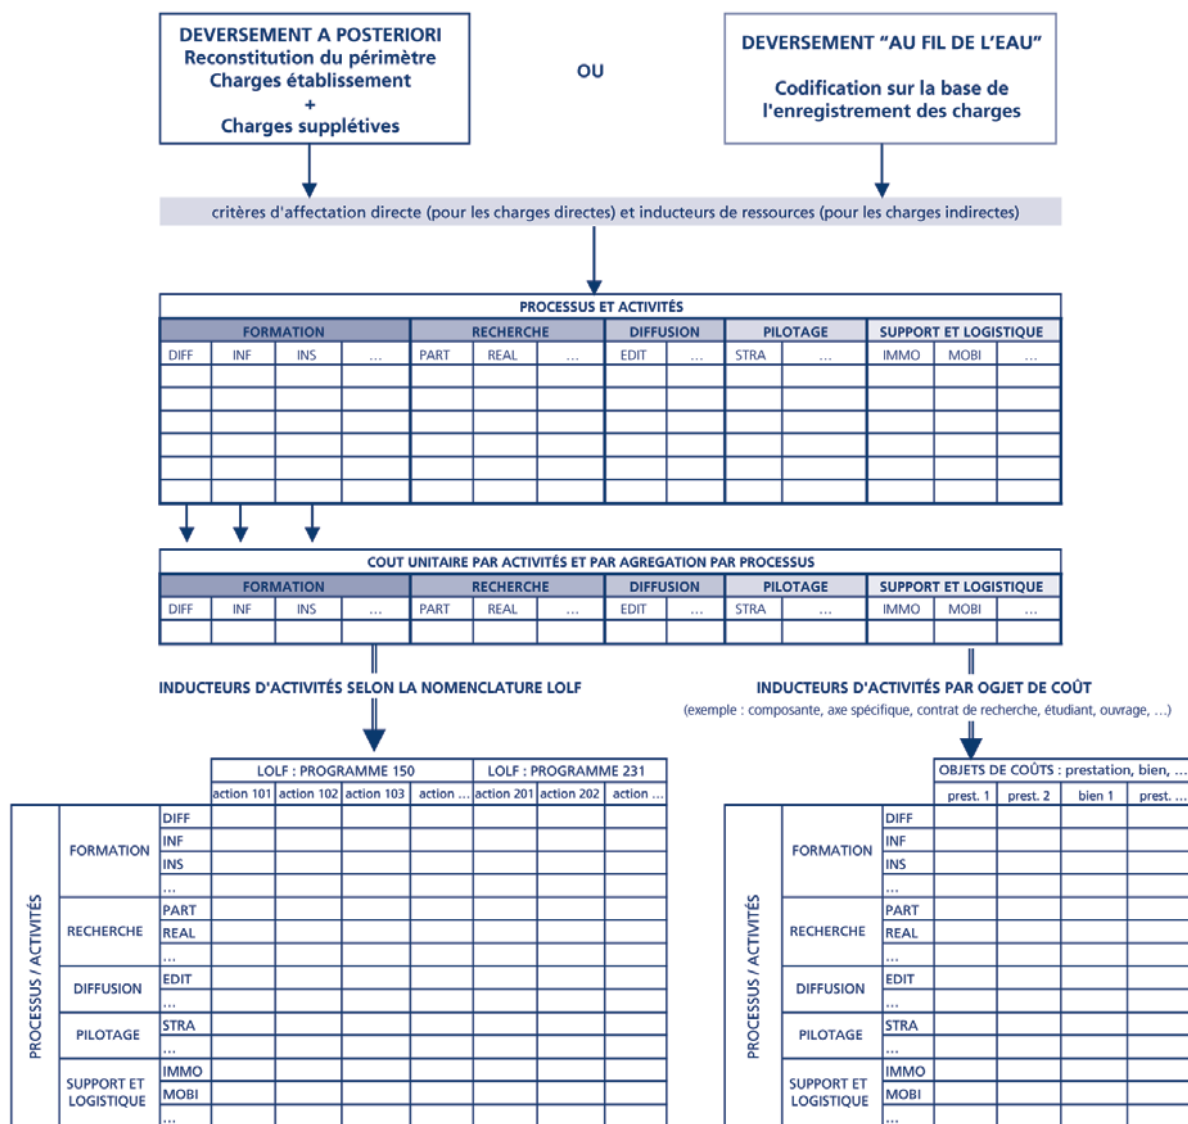 DEVERSEMENT A POSTERIORI
Reconstitution du périmètre
Charges établissement
+
Charges supplétives
OU
DEVERSEMENT “AU FIL DE L’EAU”
Codification sur la base de
l'enregistrement des charges
critères d'affectation directe (pour les charges directes) et inducteurs de ressources (pour les charges indirectes)
PROCESSUS ET ACTIVITÉS
FORMATION RECHERCHE DIFFUSION PILOTAGE SUPPORT ET LOGISTIQUE
DIFF INF INS ... PART REAL ... EDIT ... STRA ... IMMO MOBI ...
COUT UNITAIRE PAR ACTIVITÉS ET PAR AGREGATION PAR PROCESSUS
FORMATION RECHERCHE DIFFUSION PILOTAGE SUPPORT ET LOGISTIQUE
DIFF INF INS ... PART REAL ... EDIT ... STRA ... IMMO MOBI ...
INDUCTEURS D'ACTIVITÉS SELON LA NOMENCLATURE LOLF
INDUCTEURS D'ACTIVITÉS PAR OGJET DE COÛT
(exemple : composante, axe spécifique, contrat de recherche, étudiant, ouvrage, ...)
LOLF : PROGRAMME 150 LOLF : PROGRAMME 231
action 101 action 102 action 103 action ... action 201 action 202 action ...
PROCESSUS / ACTIVITÉS
FORMATION
DIFF
INF
INS
...
RECHERCHE
PART
REAL
...
DIFFUSION
EDIT
...
PILOTAGE
STRA
...
SUPPORT ET
LOGISTIQUE
IMMO
MOBI
...
OBJETS DE COÛTS : prestation, bien, ...
prest. 1 prest. 2 bien 1 prest. ...
PROCESSUS / ACTIVITÉS
FORMATION
DIFF
INF
INS
...
RECHERCHE
PART
REAL
...
DIFFUSION
EDIT
...
PILOTAGE
STRA
...
SUPPORT ET
LOGISTIQUE
IMMO
MOBI
...